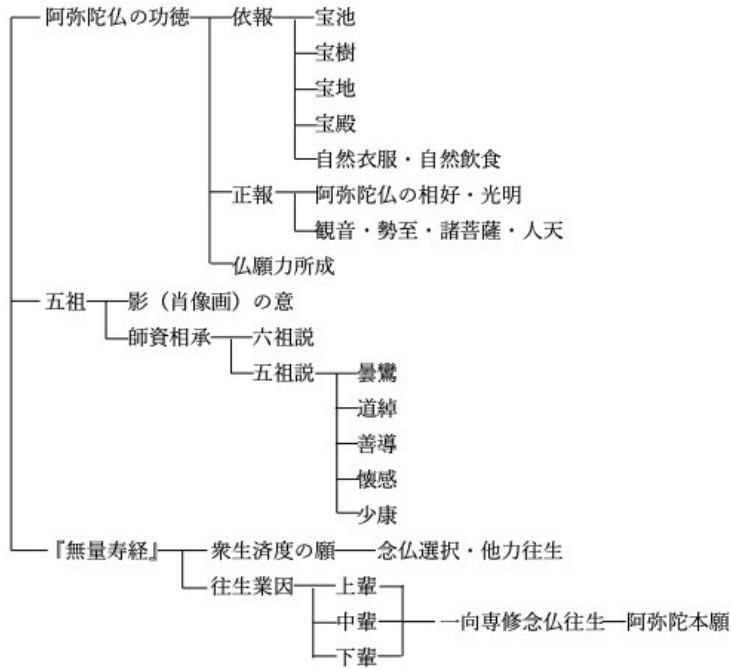 阿弥陀仏の功徳 依報 宝池
宝樹
宝地
宝殿
自然衣服・自然飲食
正報 阿弥陀仏の相好・光明
観音・勢至・諸菩薩・人天
仏願力所成
五祖 影（肖像画）の意
師資相承 六祖説
五祖説 曇鸞
道綽
善導
懐感
少康
『無量寿経』 衆生済度の願 念仏選択・他力往生
往生業因 上輩
中輩 一向専修念仏往生 阿弥陀本願
下輩